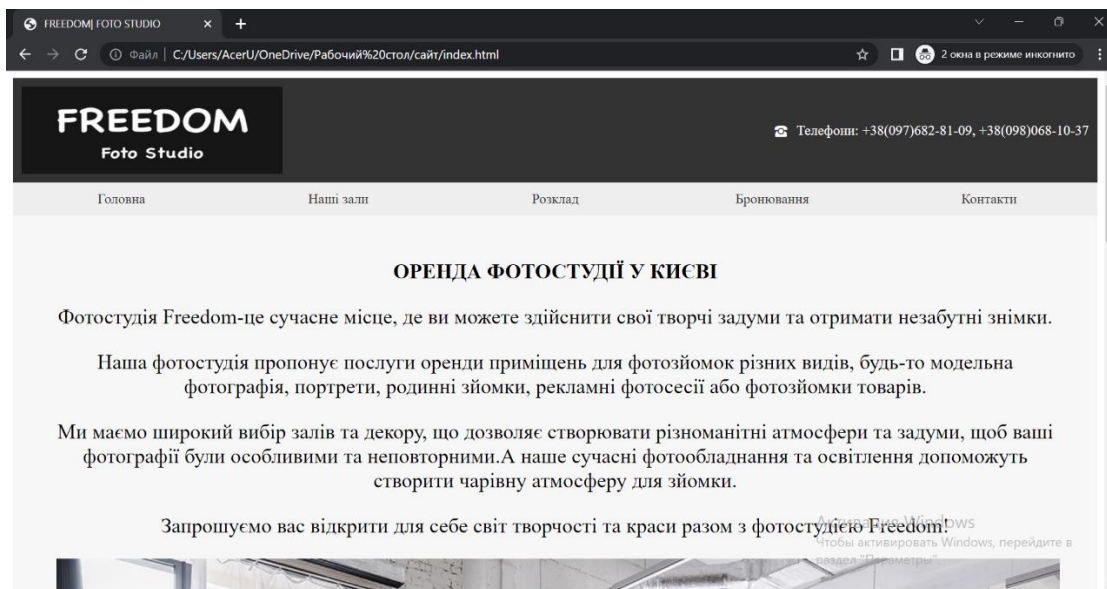 FREEDOM| FOTO STUDIO
Файл | C:/Users/AcerU/OneDrive/Рабочий%20стол/сайт/index.html
2 окна в режиме инкогнито
FREEDOM
Foto Studio
Телефони: +38(097)682-81-09, +38(098)068-10-37
Головна Наші зали Розклад Бронювання Контакти
ОРЕНДА ФОТОСТУДІЇ У КИЄВІ
Фотостудія Freedom-це сучасне місце, де ви можете здійснити свої творчі задуми та отримати незабутні знімки.
Наша фотостудія пропонує послуги оренди приміщень для фотозйомок різних видів, будь-то модельна
фотографія, портрети, родинні зйомки, рекламні фотосесії або фотозйомки товарів.
Ми маємо широкий вибір залів та декору, що дозволяє створювати різноманітні атмосфери та задуми, щоб ваші
фотографії були особливими та неповторними.А наше сучасні фотообладнання та освітлення допоможуть
створити чарівну атмосферу для зйомки.
Запрошуємо вас відкрити для себе світ творчості та краси разом з фотостудією Freedom!
Активация Windows
Чтобы активировать Windows, перейдите в
раздел "Параметры".